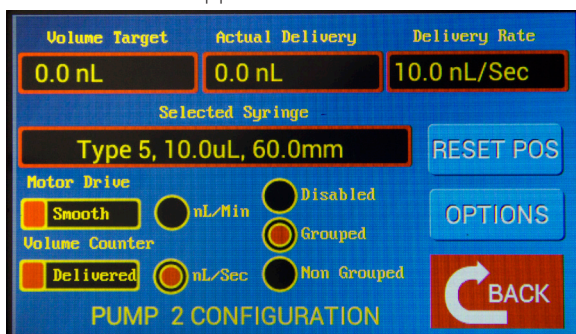 Volume Target Actual Delivery Delivery Rate
0.0 nL 0.0 nL 10.0 nL/Sec
Selected Syringe
Type 5, 10.0uL, 60.0mm RESET POS
Motor Drive
Disabled
Smooth nL/Min OPTIONS
Grouped
Volume Counter
Delivered nL/Sec Non Grouped
BACK
PUMP 2 CONFIGURATION